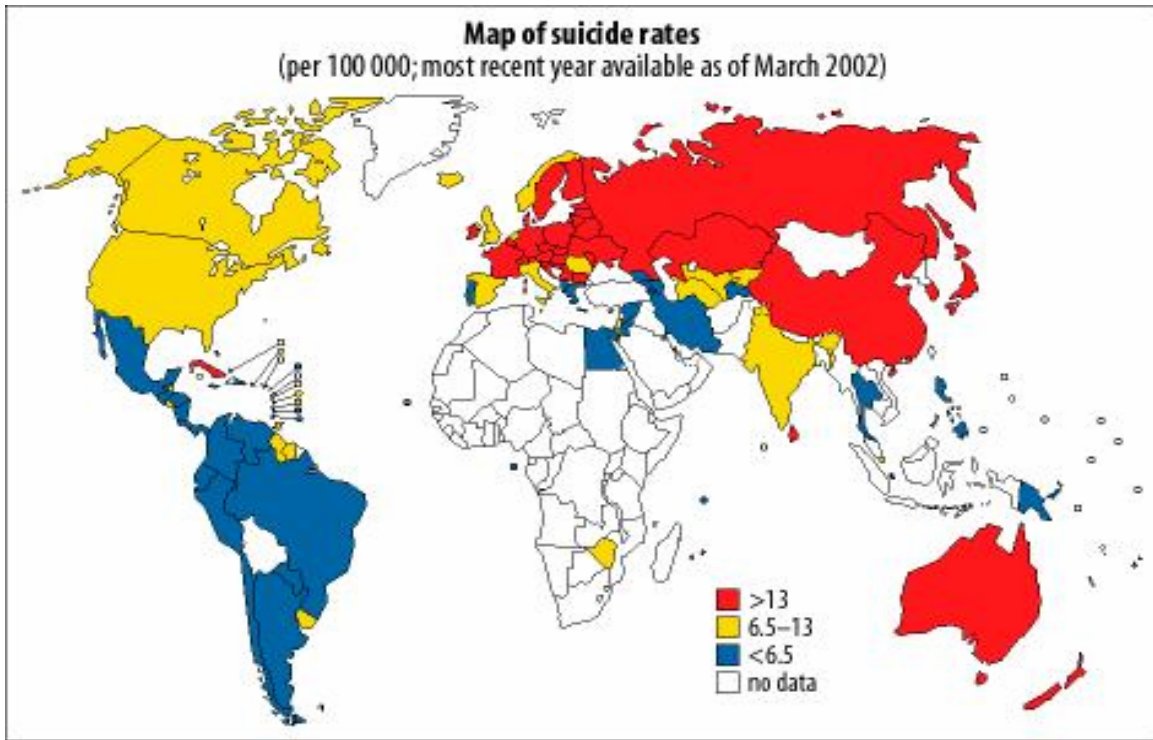 Map of suicide rates
(per 100 000; most recent year available as of March 2002)
>13
6.5–13
<6.5
no data